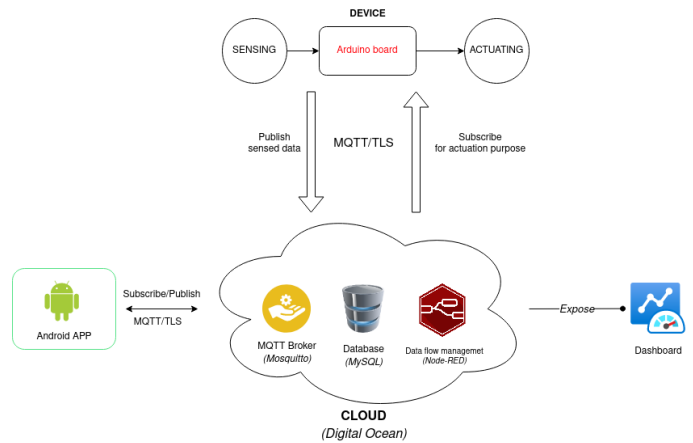 DEVICE
SENSING
Arduino board
ACTUATING
Publish
sensed data
MQTT/TLS
Subscribe
for actuation purpose
Subscribe/Publish
MQTT/TLS
Android APP
MQTT Broker
(Mosquitto)
Database
(MySQL)
Data flow managemet
(Node-RED)
Expose
Dashboard
CLOUD
(Digital Ocean)